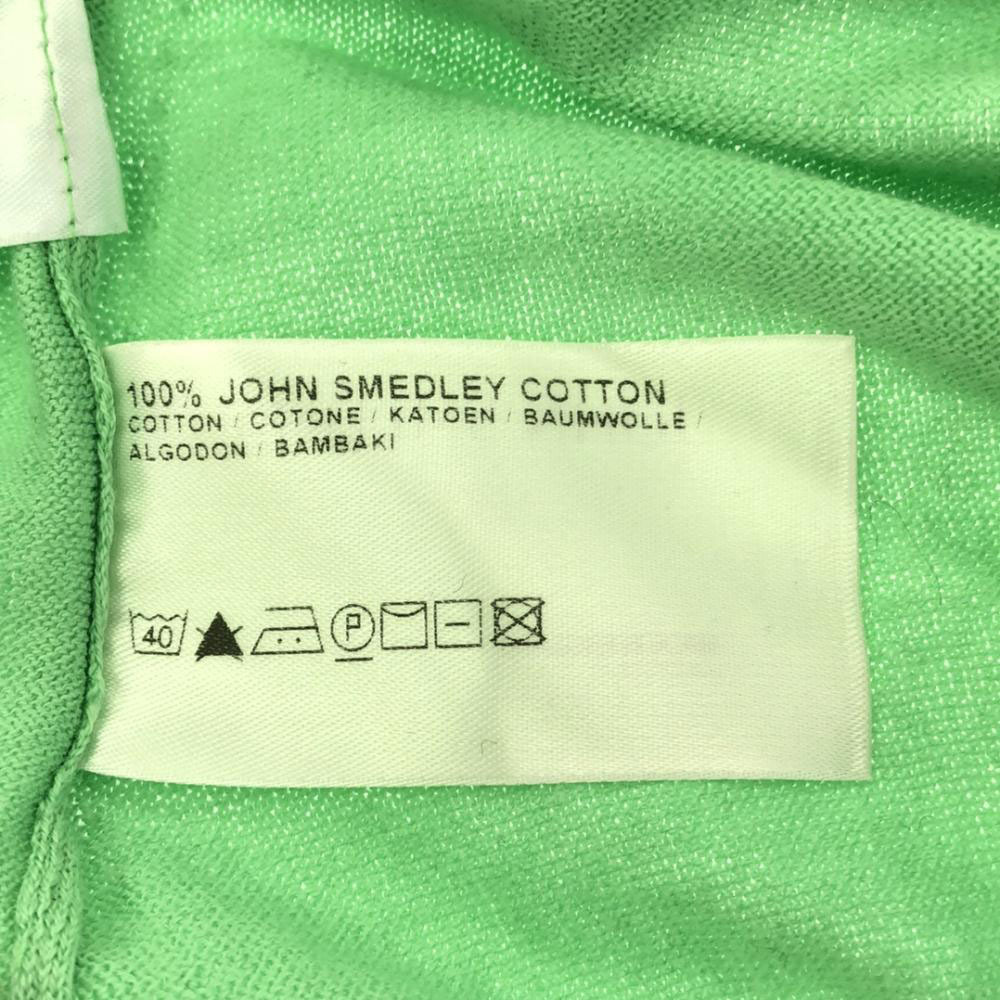 100% JOHN SMEDLEY COTTON
COTTON / COTONE / KATOEN / BAUMWOLLE /
ALGODON / BAMBAKI
40 P